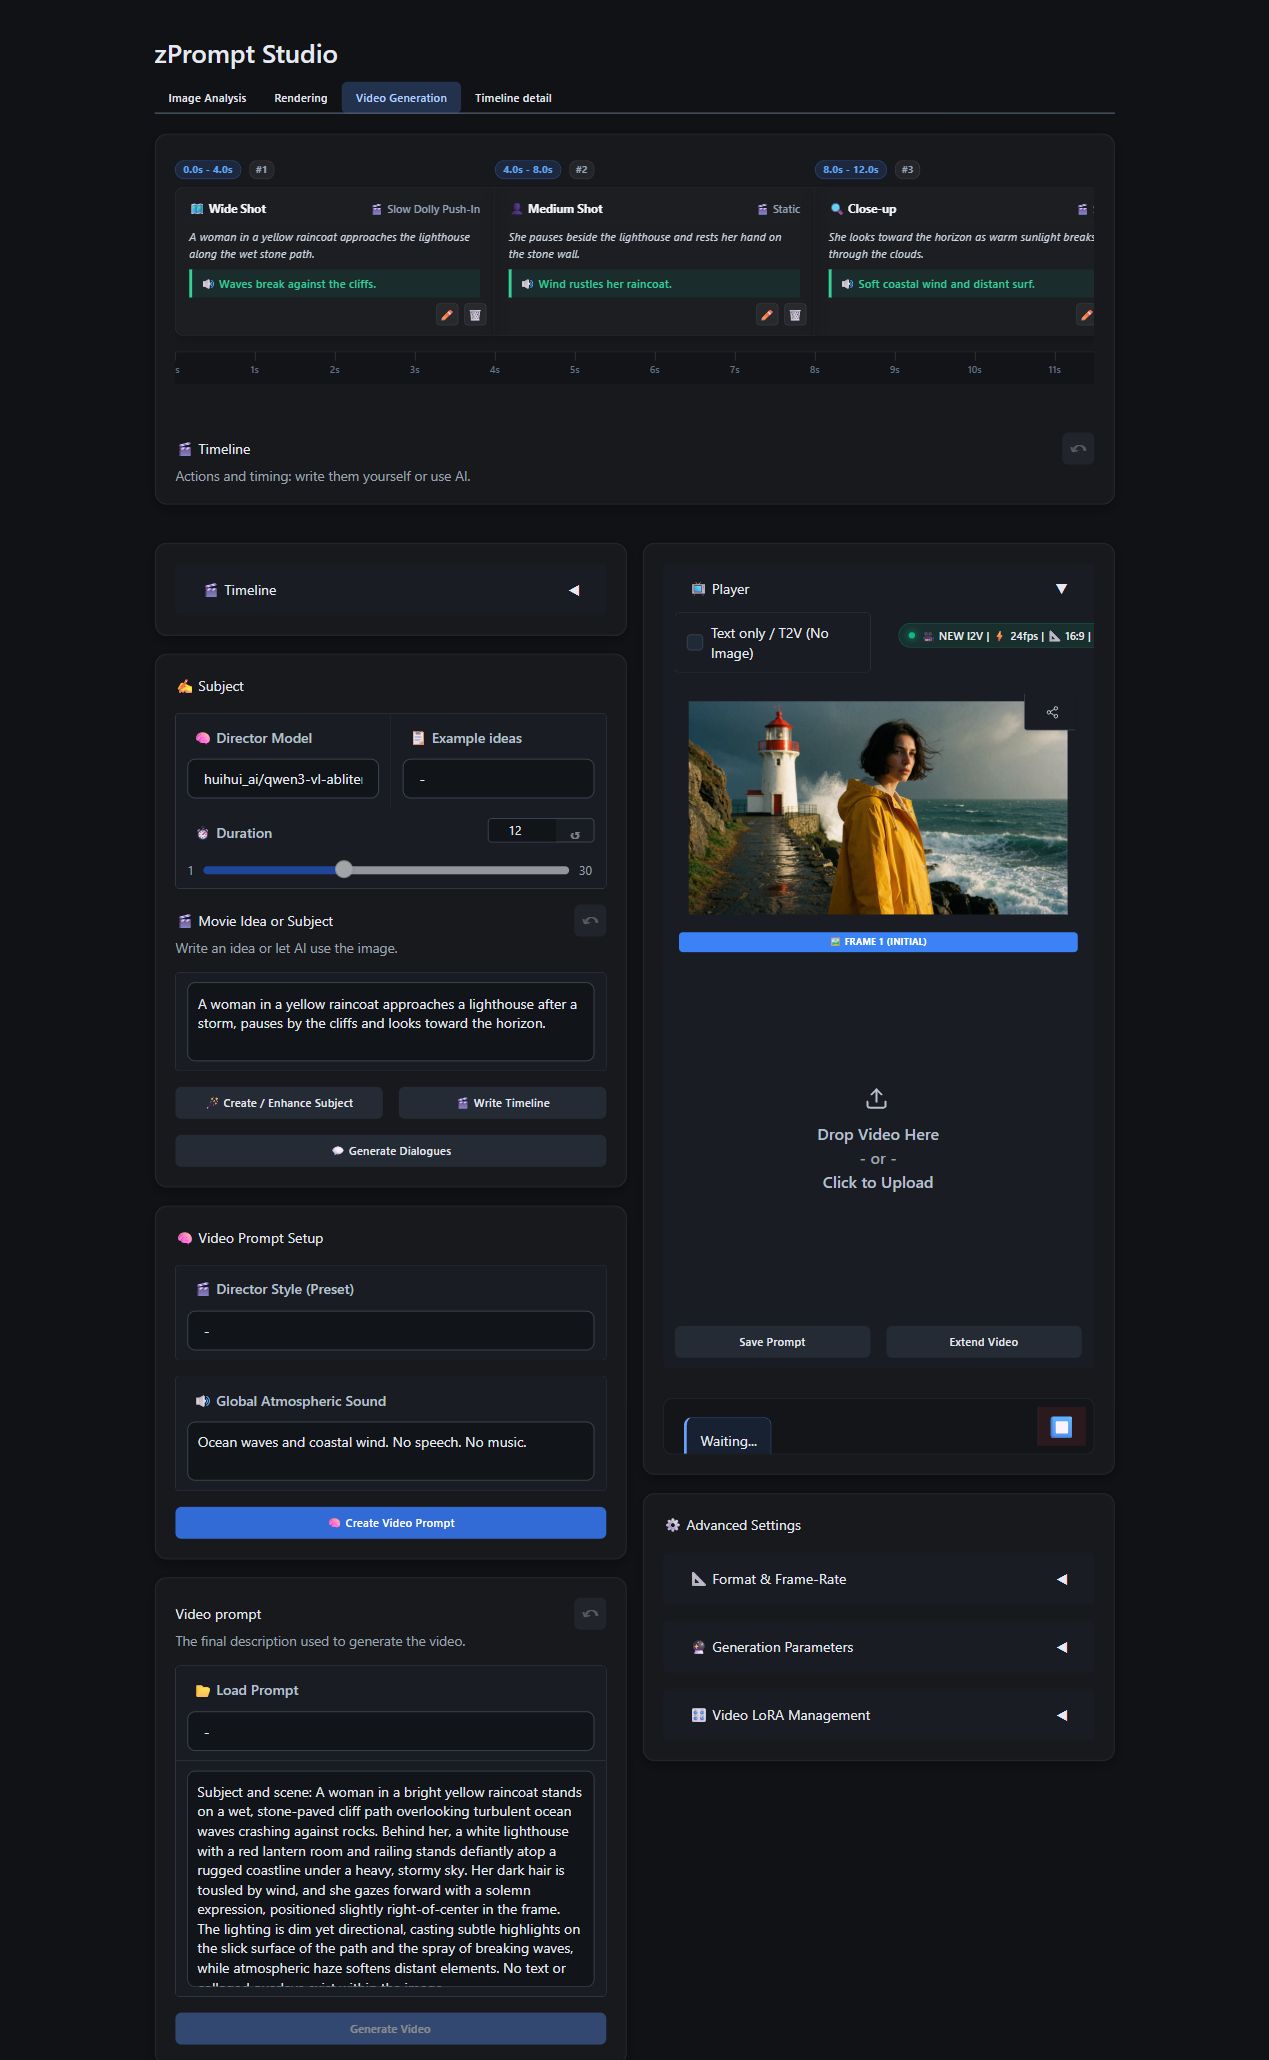 zPrompt Studio
Image Analysis
Rendering
Video Generation
Timeline detail
0.0s - 4.0s
#1
4.0s - 8.0s
#2
8.0s - 12.0s
#3
Wide Shot
Slow Dolly Push-In
A woman in a yellow raincoat approaches the lighthouse
along the wet stone path.
Waves break against the cliffs.
Medium Shot
Static
She pauses beside the lighthouse and rests her hand on
the stone wall.
Wind rustles her raincoat.
Close-up
She looks toward the horizon as warm sunlight breaks
through the clouds.
Soft coastal wind and distant surf.
s
1s
2s
3s
4s
5s
6s
7s
8s
9s
10s
11s
Timeline
Actions and timing: write them yourself or use AI.
Timeline
Subject
Director Model
Example ideas
huihui_ai/qwen3-vl-ablite
-
Duration
12
1
30
Movie Idea or Subject
Write an idea or let AI use the image.
A woman in a yellow raincoat approaches a lighthouse after a
storm, pauses by the cliffs and looks toward the horizon.
Create / Enhance Subject
Write Timeline
Generate Dialogues
Video Prompt Setup
Director Style (Preset)
-
Global Atmospheric Sound
Ocean waves and coastal wind. No speech. No music.
Create Video Prompt
Video prompt
The final description used to generate the video.
Load Prompt
-
Subject and scene: A woman in a bright yellow raincoat stands
on a wet, stone-paved cliff path overlooking turbulent ocean
waves crashing against rocks. Behind her, a white lighthouse
with a red lantern room and railing stands defiantly atop a
rugged coastline under a heavy, stormy sky. Her dark hair is
tousled by wind, and she gazes forward with a solemn
expression, positioned slightly right-of-center in the frame.
The lighting is dim yet directional, casting subtle highlights on
the slick surface of the path and the spray of breaking waves,
while atmospheric haze softens distant elements. No text or
Generate Video
Player
Text only / T2V (No
Image)
NEW I2V | 24fps | 16:9 |
FRAME 1 (INITIAL)
Drop Video Here
- or -
Click to Upload
Save Prompt
Extend Video
Waiting...
Advanced Settings
Format & Frame-Rate
Generation Parameters
Video LoRA Management